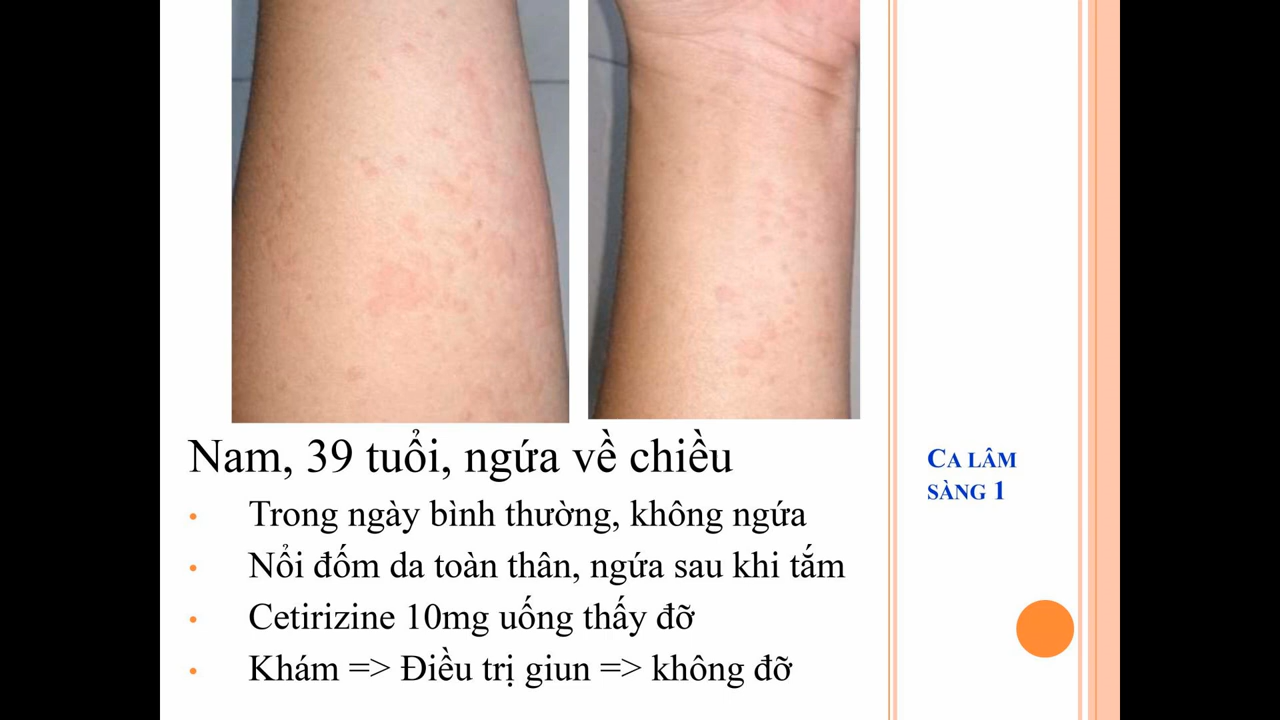 Nam, 39 tuổi, ngứa về chiều
• Trong ngày bình thường, không ngứa
• Nổi đốm da toàn thân, ngứa sau khi tắm
• Cetirizine 10mg uống thấy đỡ
• Khám => Điều trị giun => không đỡ
CA LÂM
SÀNG 1